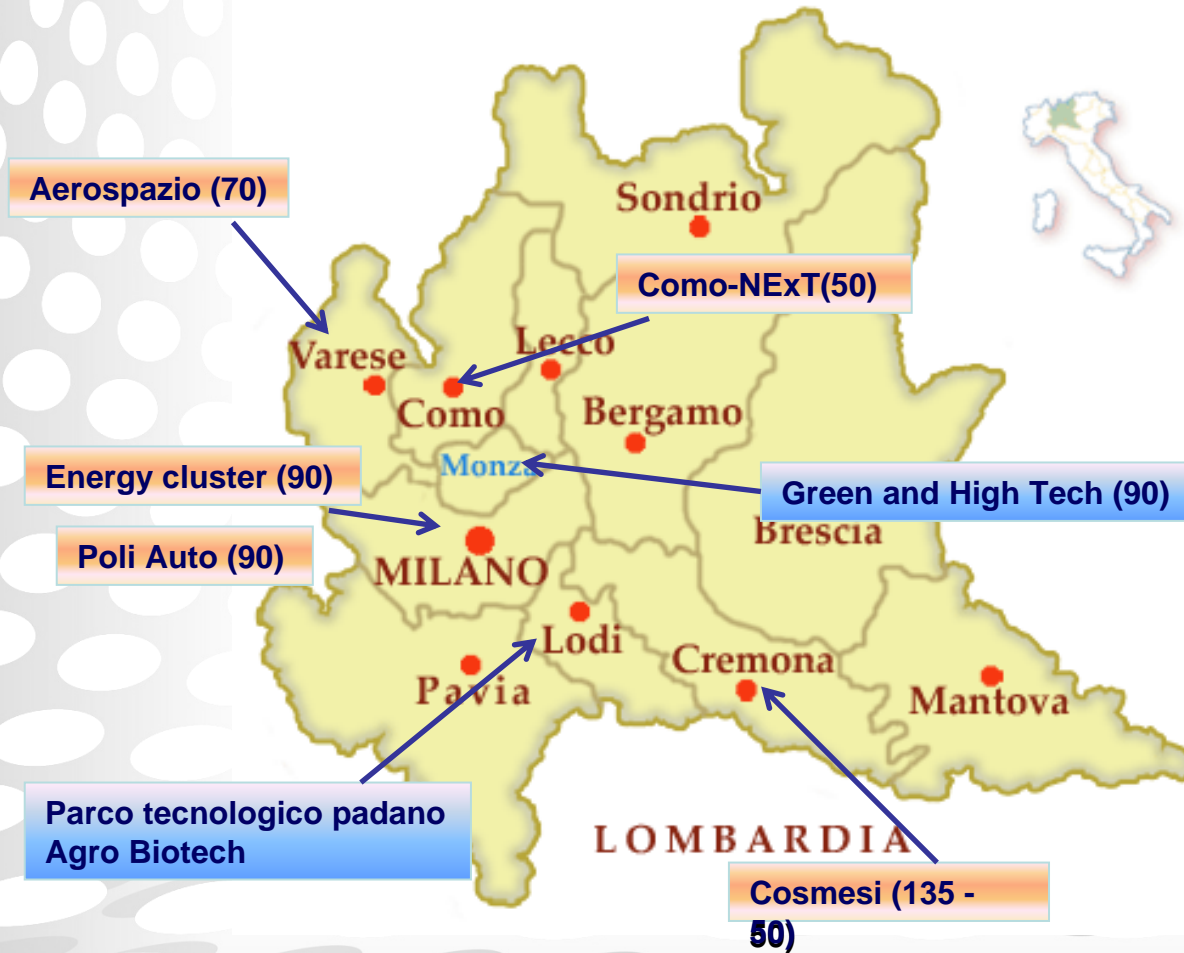 Aerospazio (70)
Sondrio
Como-NExT(50)
Varese
Lecco
Como
Bergamo
Monza
Energy cluster (90)
Green and High Tech (90)
Brescia
Poli Auto (90)
MILANO
Lodi
Cremona
Pavia
Mantova
Parco tecnologico padano
Agro Biotech
LOMBARDIA
Cosmesi (135 -
50)